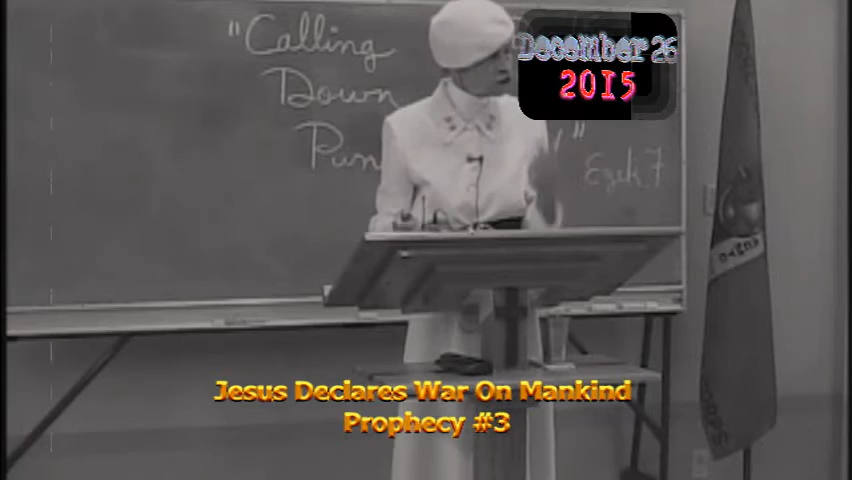 "Calling
Down
Pun
"
Ezek 7
December 26
2015
Jesus Declares War On Mankind
Prophecy #3